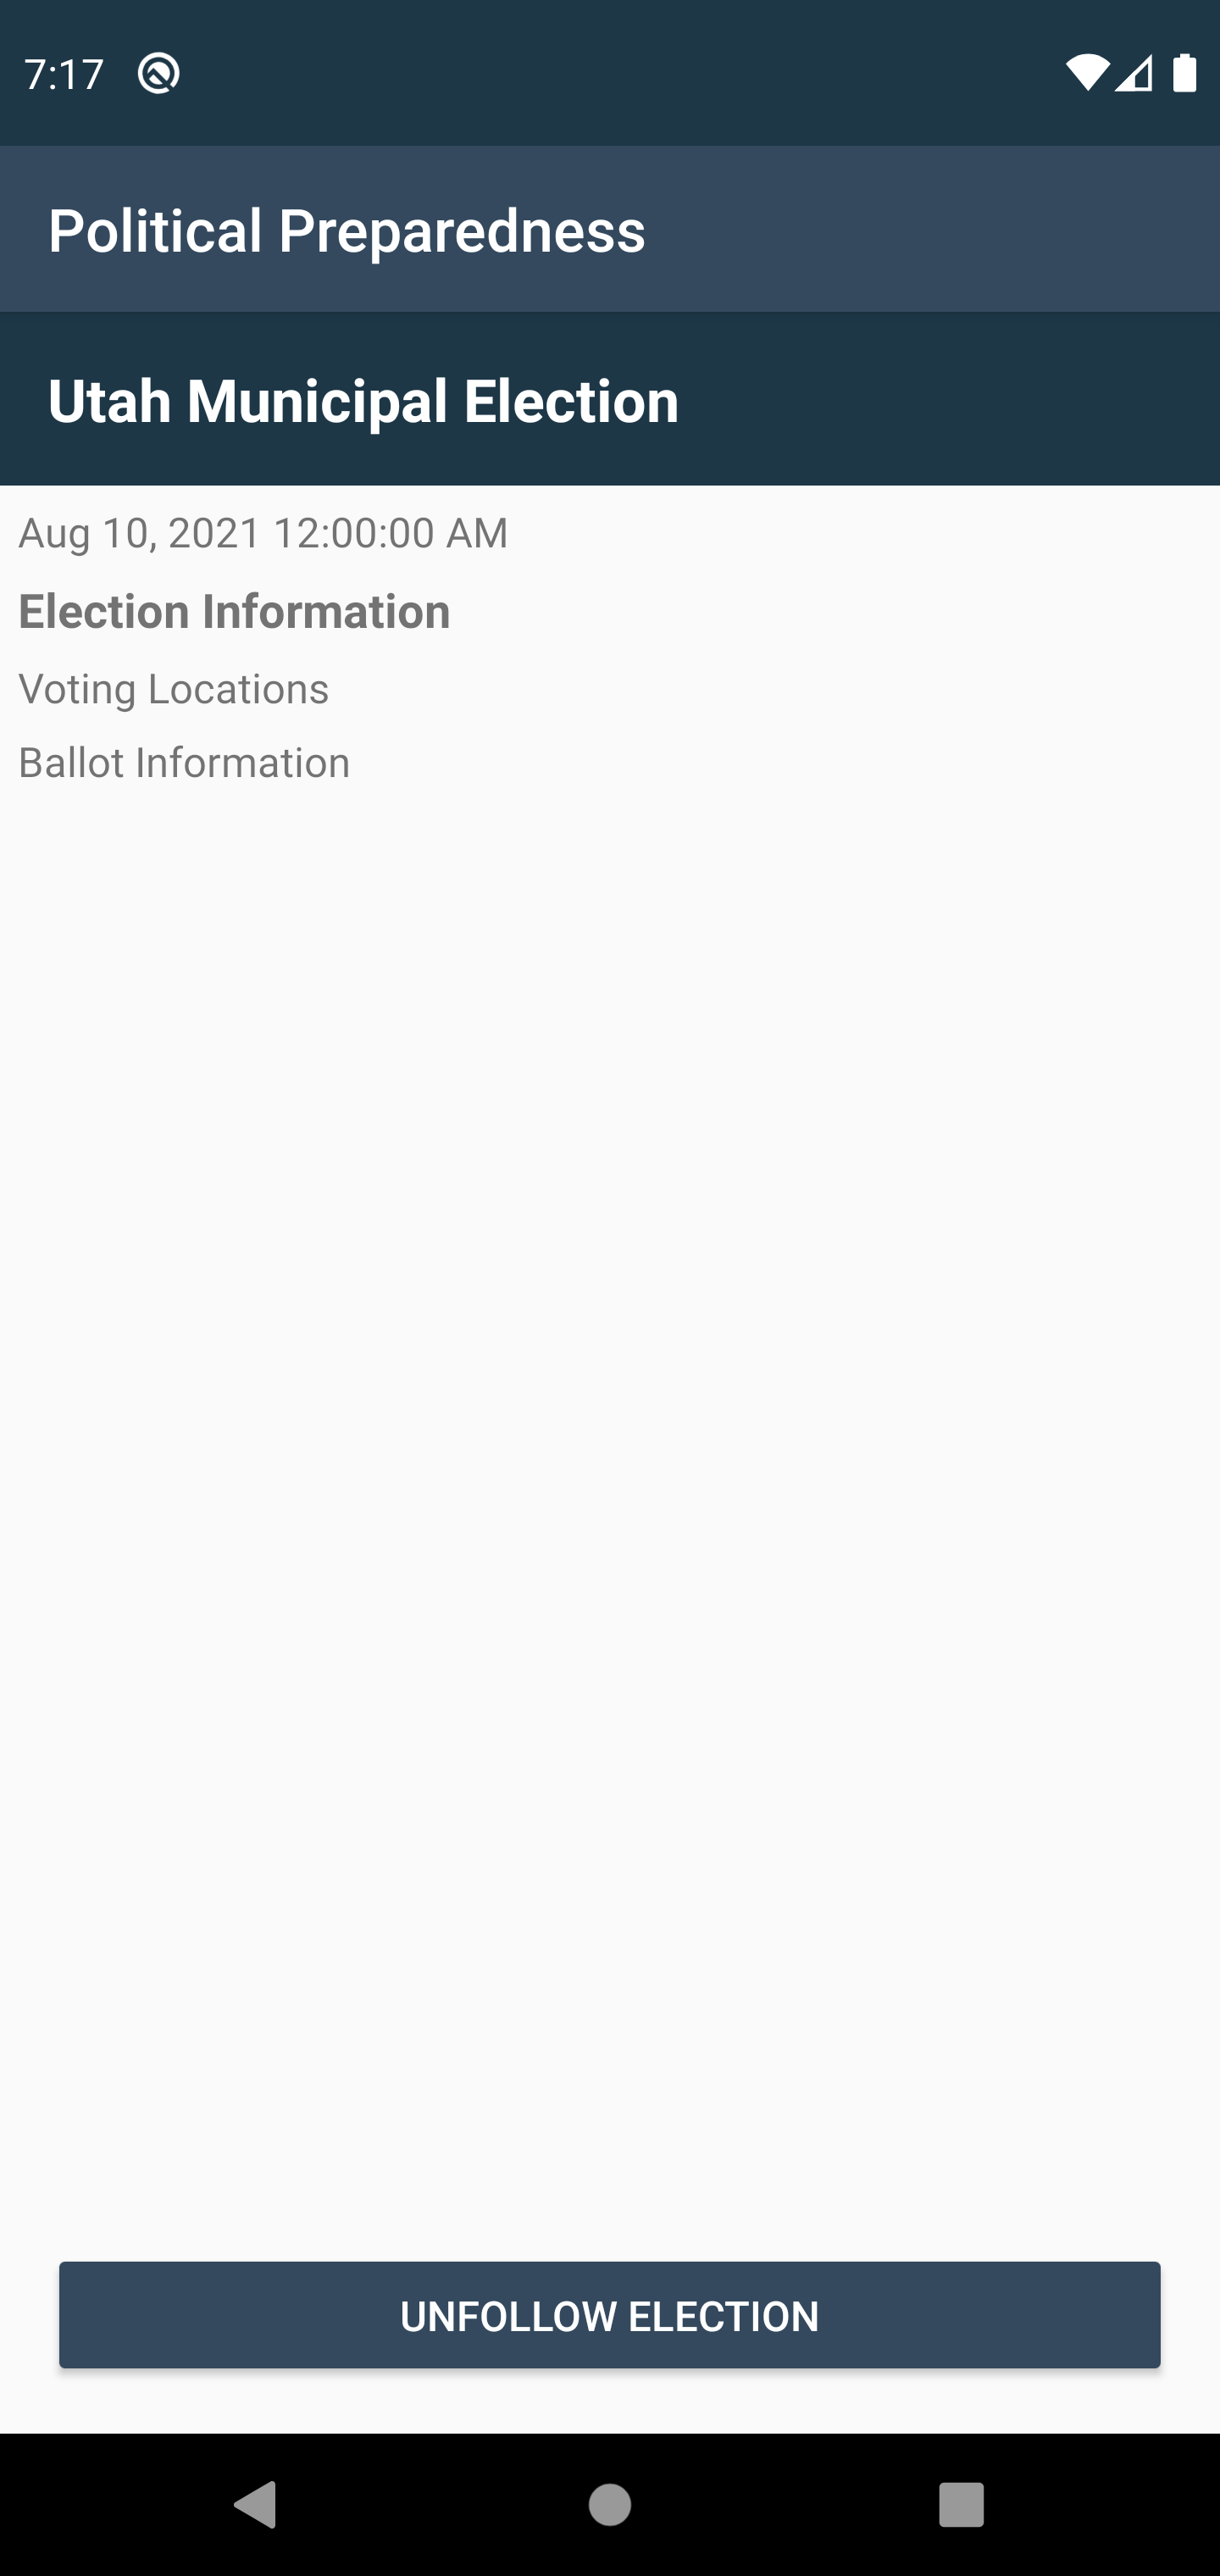 7:17
Political Preparedness
Utah Municipal Election
Aug 10, 2021 12:00:00 AM
Election Information
Voting Locations
Ballot Information
UNFOLLOW ELECTION